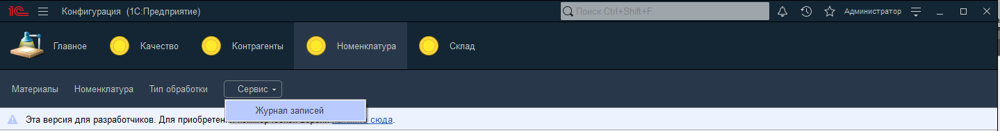 1С Конфигурация (1С:Предприятие) Поиск Ctrl+Shift+F Администратор
Главное Качество Контрагенты Номенклатура Склад
Материалы Номенклатура Тип обработки Сервис
Журнал записей
Эта версия для разработчиков. Для приобретен сюда.